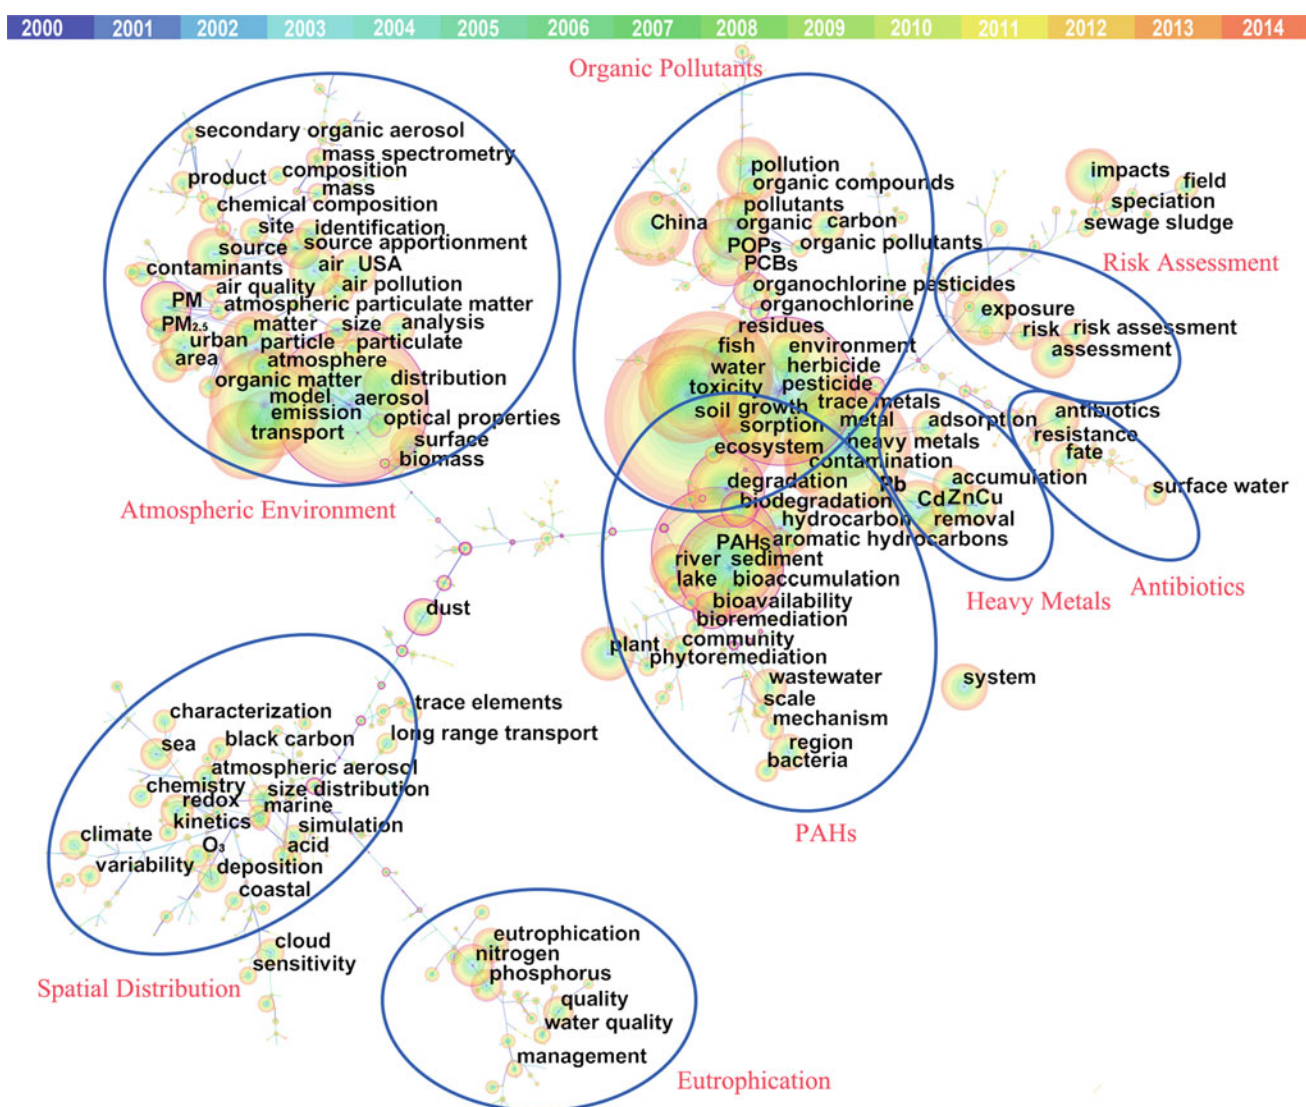 2000 2001 2002 2003 2004 2005 2006 2007 2008 2009 2010 2011 2012 2013 2014
Organic Pollutants
secondary organic aerosol
mass spectrometry
composition
product
mass
chemical composition
site
identification
source
source apportionment
contaminants
air
USA
air quality
air pollution
PM
atmospheric particulate matter
PM2.5
matter
size
analysis
urban
particle
particulate
area
atmosphere
organic matter
distribution
model
aerosol
emission
optical properties
transport
surface
biomass
Atmospheric Environment
pollution
organic compounds
pollutants
China
organic
carbon
POPs
organic pollutants
PCBs
organochlorine pesticides
organochlorine
residues
fish
environment
water
herbicide
toxicity
pesticide
soil
growth
trace metals
sorption
metal
ecosystem
heavy metals
contamination
degradation
biodegradation
hydrocarbon
PAHs
aromatic hydrocarbons
river
sediment
lake
bioaccumulation
bioavailability
bioremediation
plant
community
phytoremediation
wastewater
scale
mechanism
region
bacteria
PAHs
impacts
field
speciation
sewage sludge
Risk Assessment
exposure
risk
risk assessment
assessment
adsorption
accumulation
Pb
Cd
Zn
Cu
removal
Heavy Metals
antibiotics
resistance
fate
surface water
Antibiotics
system
dust
trace elements
long range transport
characterization
sea
black carbon
atmospheric aerosol
chemistry
size distribution
redox
marine
kinetics
simulation
climate
O3
acid
variability
deposition
coastal
cloud
sensitivity
Spatial Distribution
eutrophication
nitrogen
phosphorus
quality
water quality
management
Eutrophication